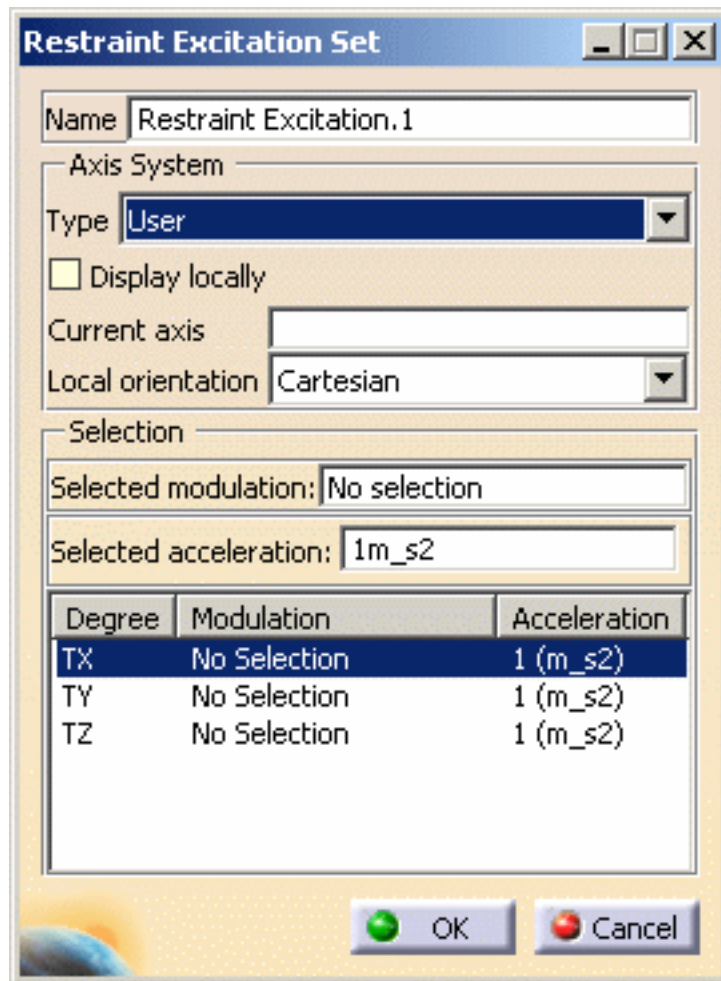 Restraint Excitation Set
Name Restraint Excitation.1
Axis System
Type User
Display locally
Current axis
Local orientation Cartesian
Selection
Selected modulation: No selection
Selected acceleration: 1m_s2
Degree Modulation Acceleration
TX No Selection 1 (m_s2)
TY No Selection 1 (m_s2)
TZ No Selection 1 (m_s2)
OK Cancel